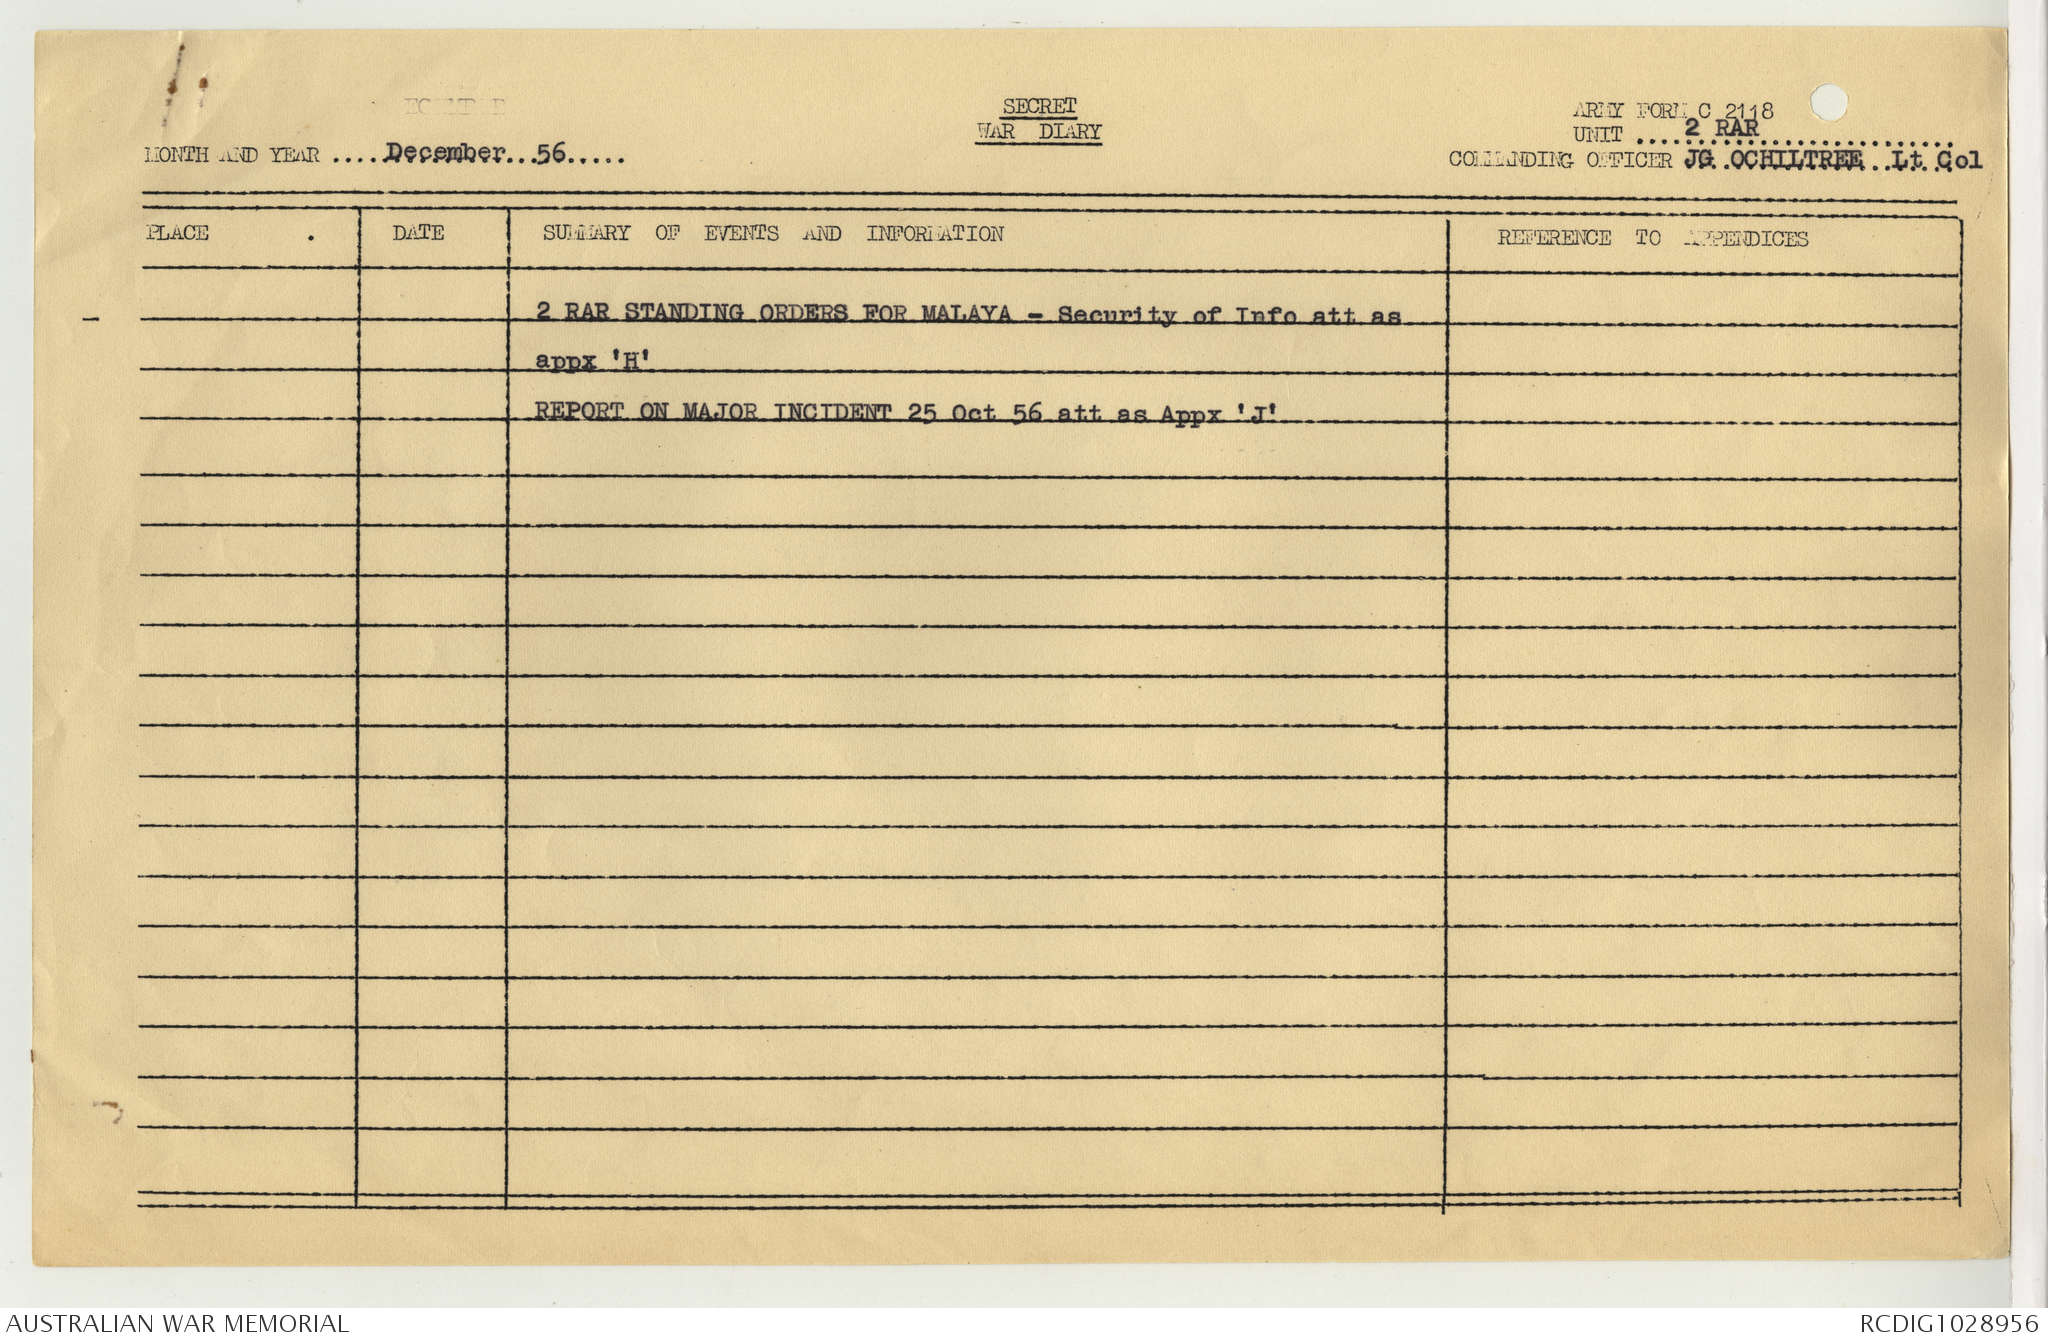 SECRET
WAR DIARY
ARMY FORM C 2118
UNIT .... 2 RAR
MONTH AND YEAR .... December 56 .....
COMMANDING OFFICER JG OCHILTREE Lt Col
PLACE . DATE SUMMARY OF EVENTS AND INFORMATION REFERENCE TO APPENDICES
2 RAR STANDING ORDERS FOR MALAYA - Security of Info att as
appx 'H'
REPORT ON MAJOR INCIDENT 25 Oct 56 att as Appx 'J'
AUSTRALIAN WAR MEMORIAL RCDIG1028956